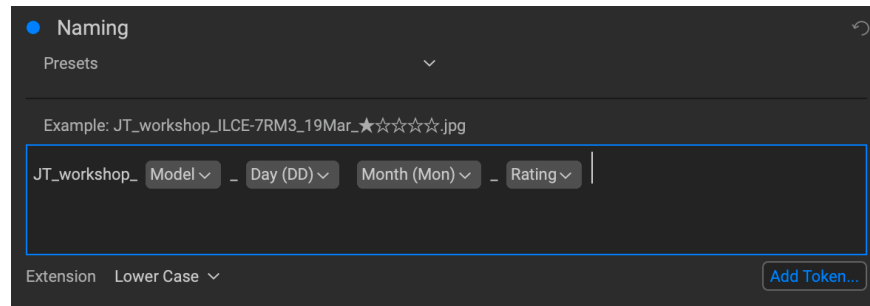 Naming
Presets
Example: JT_workshop_ILCE-7RM3_19Mar_★☆☆☆☆.jpg
JT_workshop_ Model _ Day (DD) Month (Mon) _ Rating
Extension Lower Case Add Token...